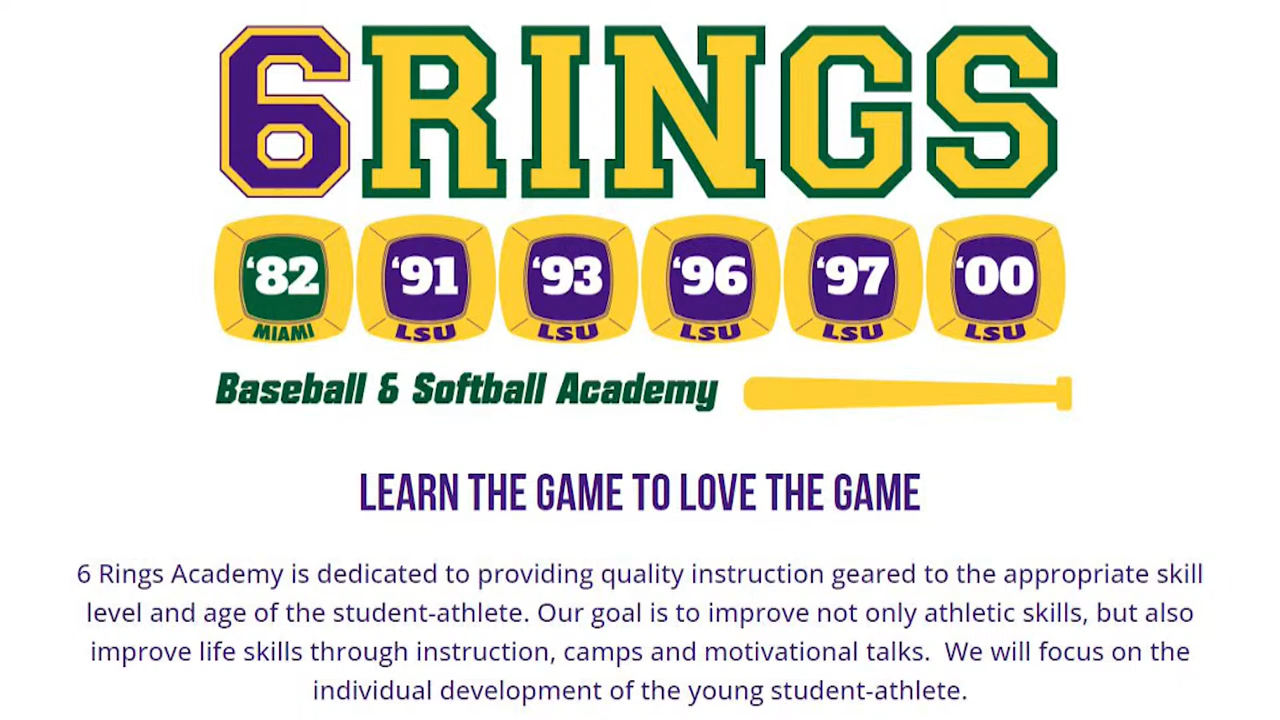 6RINGS
'82 '91 '93 '96 '97 '00
MIAMI LSU LSU LSU LSU LSU
Baseball & Softball Academy
LEARN THE GAME TO LOVE THE GAME
6 Rings Academy is dedicated to providing quality instruction geared to the appropriate skill
level and age of the student-athlete. Our goal is to improve not only athletic skills, but also
improve life skills through instruction, camps and motivational talks.  We will focus on the
individual development of the young student-athlete.